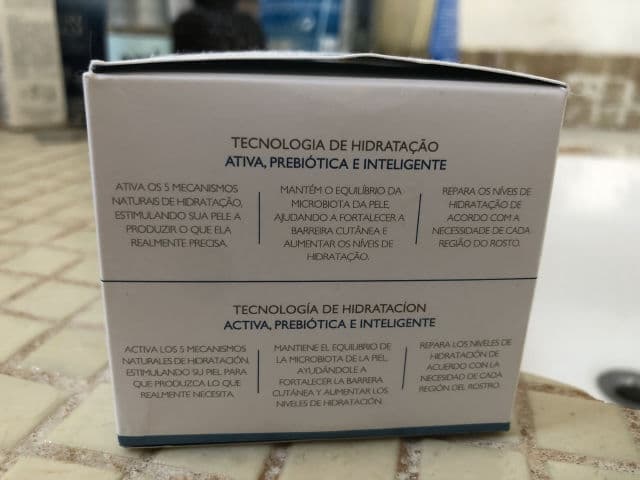 TECNOLOGIA DE HIDRATAÇÃO
ATIVA, PREBIÓTICA E INTELIGENTE
ATIVA OS 5 MECANISMOS
NATURAIS DE HIDRATAÇÃO,
ESTIMULANDO SUA PELE A
PRODUZIR O QUE ELA
REALMENTE PRECISA.
MANTÉM O EQUILÍBRIO DA
MICROBIOTA DA PELE,
AJUDANDO A FORTALECER A
BARREIRA CUTÂNEA E
AUMENTAR OS NÍVEIS DE
HIDRATAÇÃO.
REPARA OS NÍVEIS DE
HIDRATAÇÃO DE
ACORDO COM A
NECESSIDADE DE CADA
REGIÃO DO ROSTO.
TECNOLOGÍA DE HIDRATACÍON
ACTIVA, PREBIÓTICA E INTELIGENTE
ACTIVA LOS 5 MECANISMOS
NATURALES DE HIDRATACIÓN.
ESTIMULANDO SU PIEL PARA
QUE PRODUZCA LO QUE
REALMENTE NECESITA.
MANTIENE EL EQUILIBRIO DE
LA MICROBIOTA DE LA PIEL,
AYUDÁNDOLE A
FORTALECER LA BARRERA
CUTÁNEA Y AUMENTAR LOS
NIVELES DE HIDRATACIÓN.
REPARA LOS NIVELES DE
HIDRATACIÓN DE
ACUERDO CON LA
NECESIDAD DE CADA
REGIÓN DEL ROSTRO.